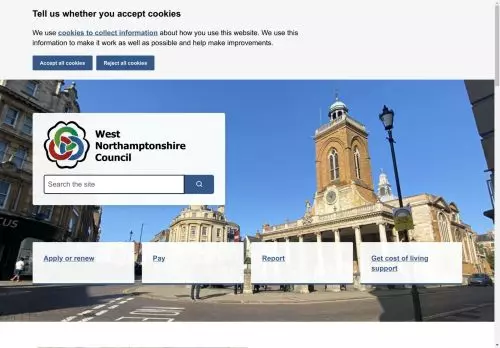 Tell us whether you accept cookies
We use cookies to collect information about how you use this website. We use this
information to make it work as well as possible and help make improvements.
Accept all cookies
Reject all cookies
West
Northamptonshire
Council
Search the site
Apply or renew
Pay
Report
Get cost of living
support